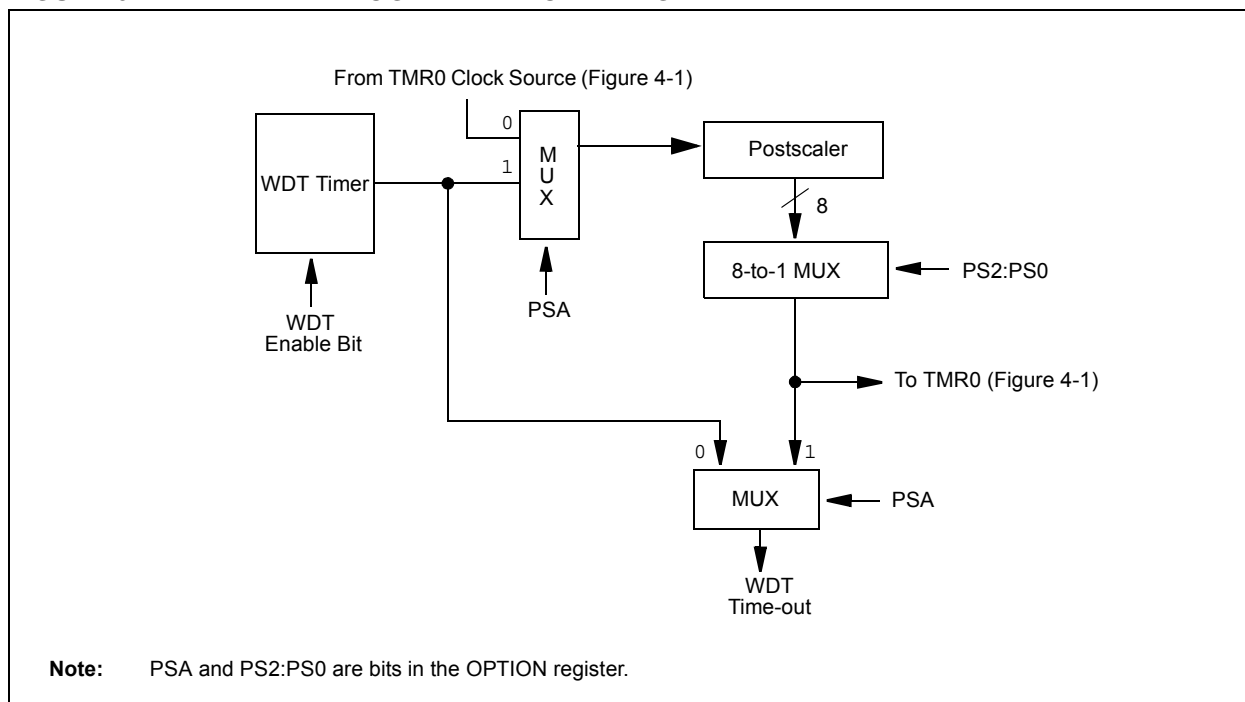 From TMR0 Clock Source (Figure 4-1)
0
1
M
U
X
WDT Timer
Postscaler
8
8-to-1 MUX
PS2:PS0
PSA
WDT
Enable Bit
To TMR0 (Figure 4-1)
0
1
MUX
PSA
WDT
Time-out
Note: PSA and PS2:PS0 are bits in the OPTION register.